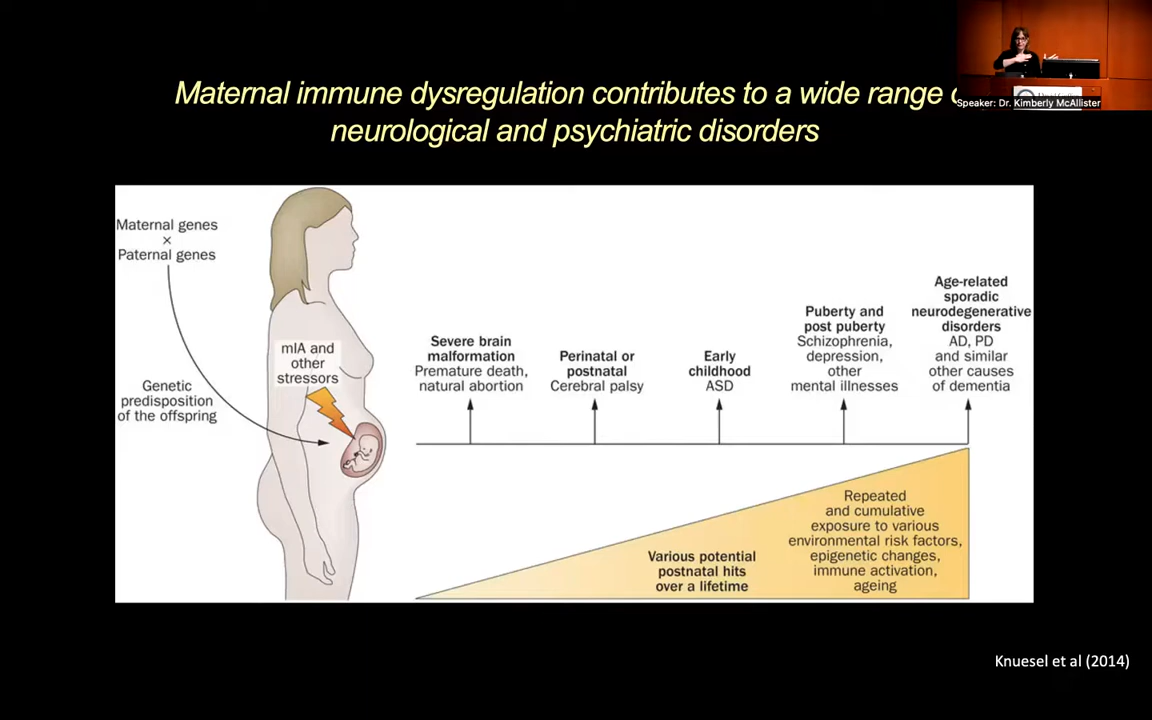 Maternal immune dysregulation contributes to a wide range
neurological and psychiatric disorders
Speaker: Dr. Kimberly McAllister
Maternal genes
×
Paternal genes
Genetic
predisposition
of the offspring
mIA and
other
stressors
Severe brain
malformation
Premature death,
natural abortion
Perinatal or
postnatal
Cerebral palsy
Early
childhood
ASD
Puberty and
post puberty
Schizophrenia,
depression,
other
mental illnesses
Age-related
sporadic
neurodegenerative
disorders
AD, PD
and similar
other causes
of dementia
Various potential
postnatal hits
over a lifetime
Repeated
and cumulative
exposure to various
environmental risk factors,
epigenetic changes,
immune activation,
ageing
Knuesel et al (2014)